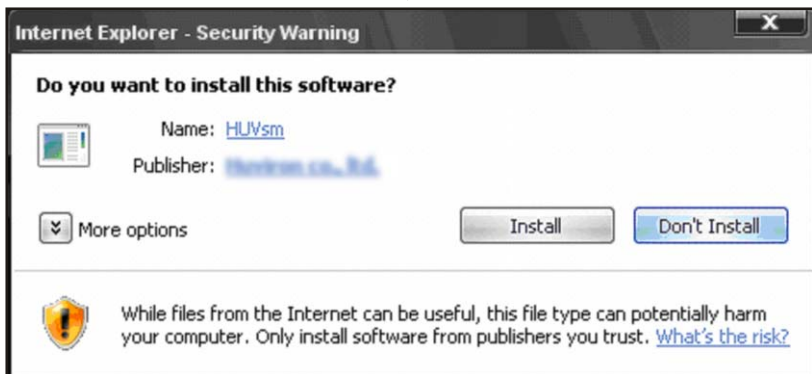 Internet Explorer - Security Warning
X
Do you want to install this software?
Name: HUVsm
Publisher:
More options
Install
Don't Install
While files from the Internet can be useful, this file type can potentially harm
your computer. Only install software from publishers you trust. What's the risk?